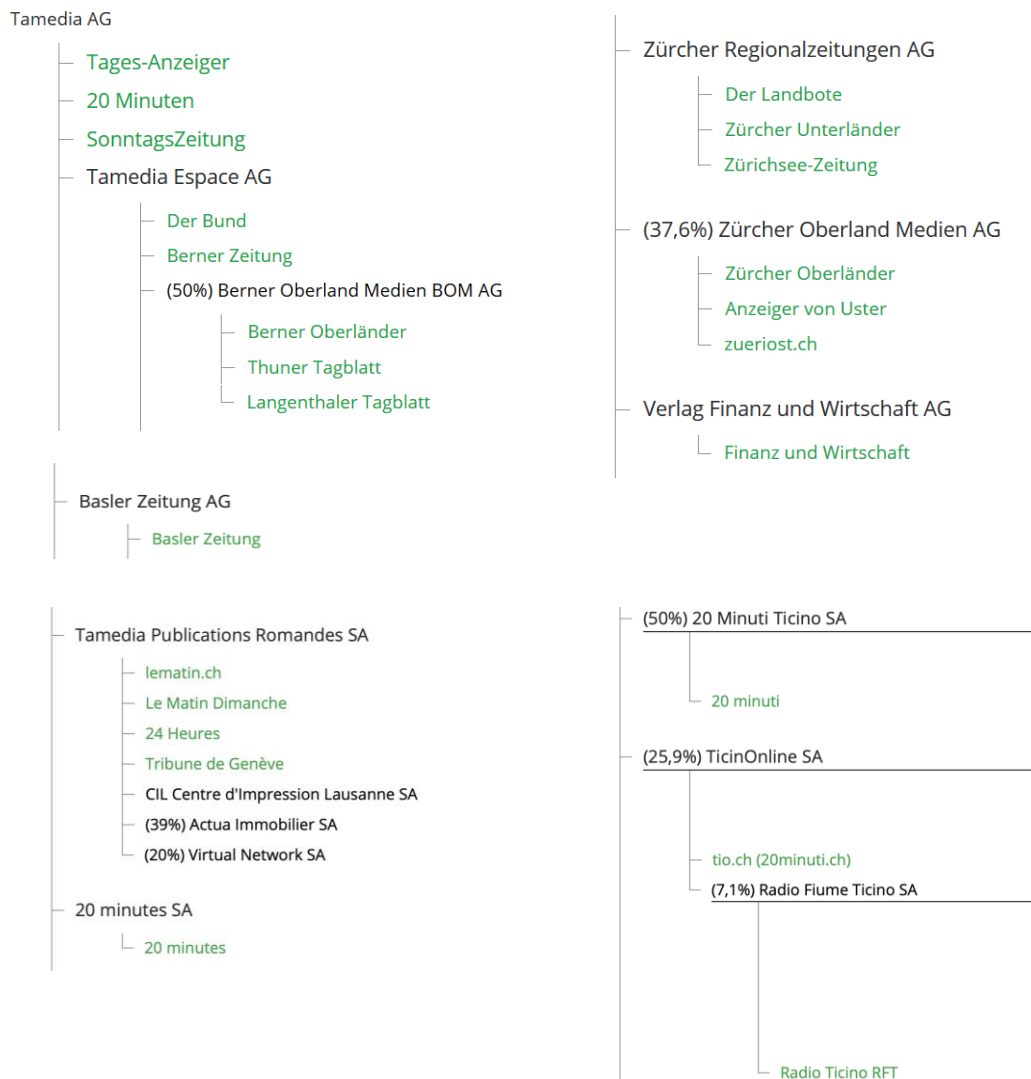 Tamedia AG
Tages-Anzeiger
20 Minuten
SonntagsZeitung
Tamedia Espace AG
Der Bund
Berner Zeitung
(50%) Berner Oberland Medien BOM AG
Berner Oberländer
Thuner Tagblatt
Langenthaler Tagblatt
Basler Zeitung AG
Basler Zeitung
Tamedia Publications Romandes SA
lematin.ch
Le Matin Dimanche
24 Heures
Tribune de Genève
CIL Centre d'Impression Lausanne SA
(39%) Actua Immobilier SA
(20%) Virtual Network SA
20 minutes SA
20 minutes
Zürcher Regionalzeitungen AG
Der Landbote
Zürcher Unterländer
Zürichsee-Zeitung
(37,6%) Zürcher Oberland Medien AG
Zürcher Oberländer
Anzeiger von Uster
zueriost.ch
Verlag Finanz und Wirtschaft AG
Finanz und Wirtschaft
(50%) 20 Minuti Ticino SA
20 minuti
(25,9%) TicinOnline SA
tio.ch (20minuti.ch)
(7,1%) Radio Fiume Ticino SA
Radio Ticino RFT